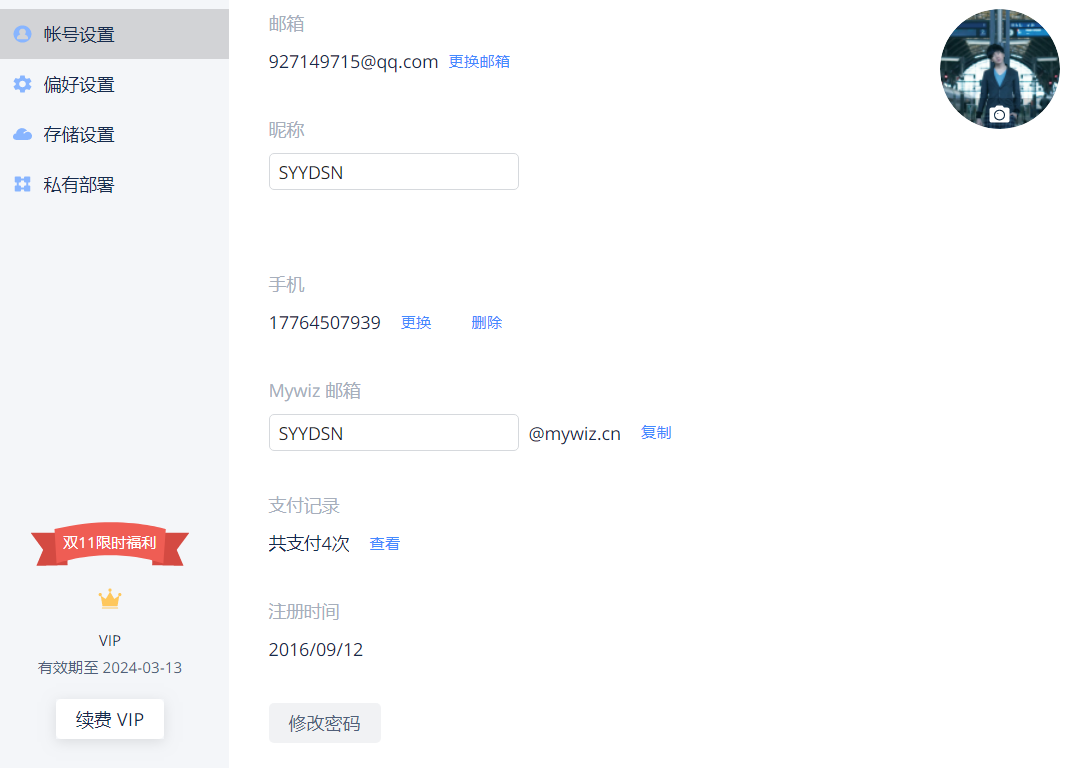 帐号设置
偏好设置
存储设置
私有部署
双11限时福利
VIP
有效期至 2024-03-13
续费 VIP
邮箱
927149715@qq.com 更换邮箱
昵称
SYYDSN
手机
17764507939 更换 删除
Mywiz 邮箱
SYYDSN @mywiz.cn 复制
支付记录
共支付4次 查看
注册时间
2016/09/12
修改密码